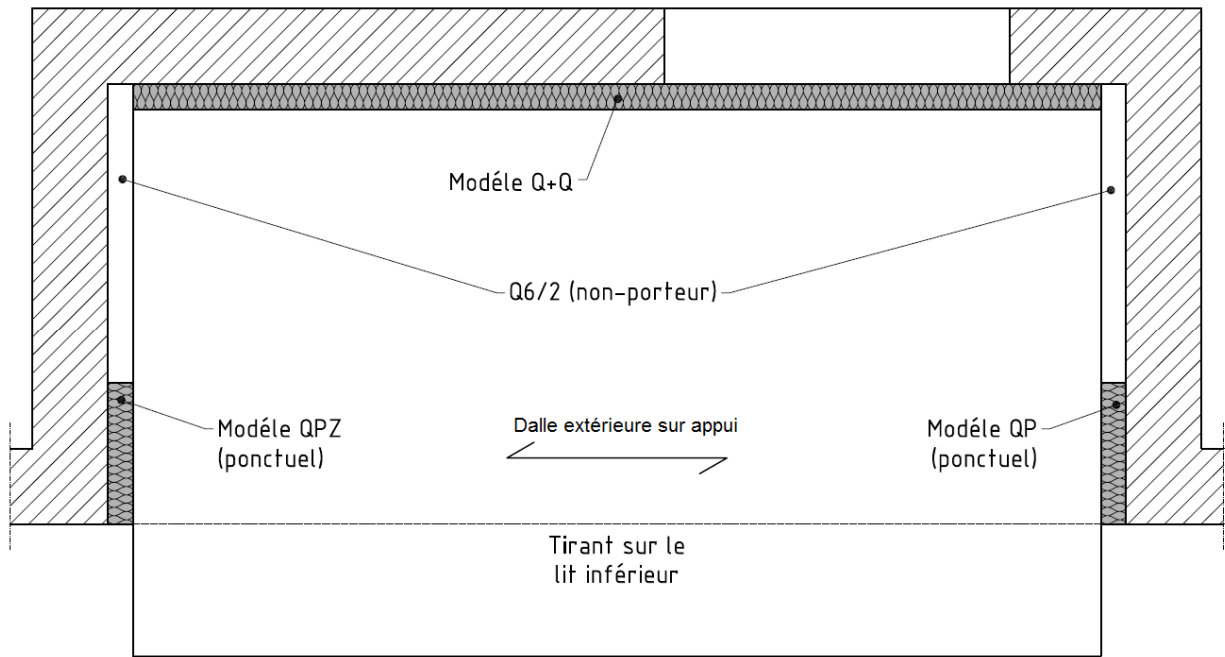 Modéle Q+Q
Q6/2 (non-porteur)
Modéle QPZ
(ponctuel)
Dalle extérieure sur appui
Modéle QP
(ponctuel)
Tirant sur le
lit inférieur